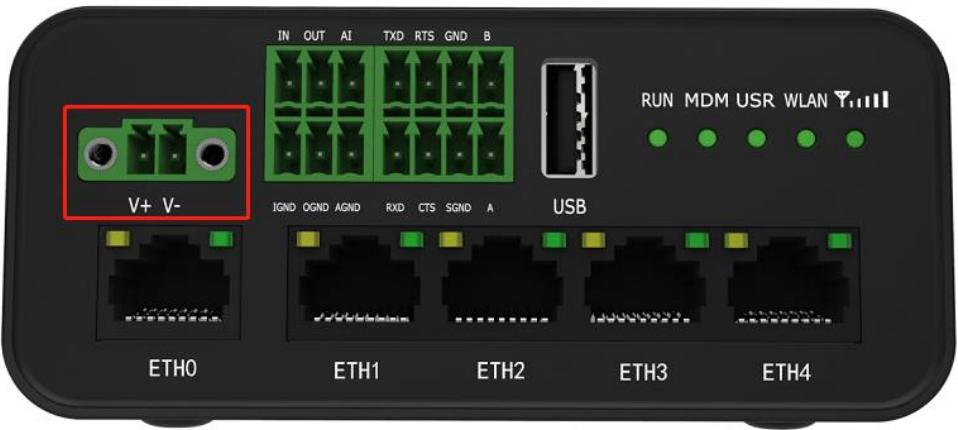 IN OUT AI TXD RTS GND B
RUN MDM USR WLAN
V+ V-
IGND OGND AGND RXD CTS SGND A
USB
ETH0 ETH1 ETH2 ETH3 ETH4